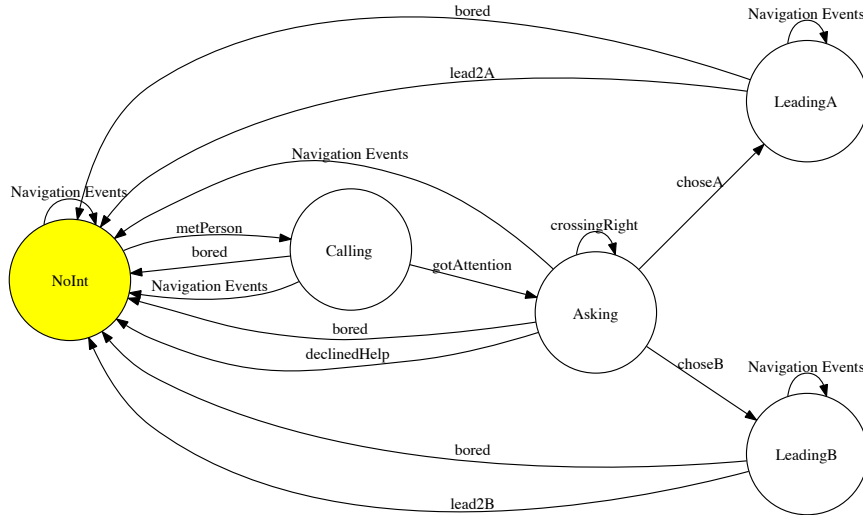 bored
Navigation Events
lead2A
LeadingA
Navigation Events
choseA
Navigation Events
metPerson
crossingRight
bored
Calling
gotAttention
NoInt
Navigation Events
Asking
bored
declinedHelp
choseB
Navigation Events
bored
LeadingB
lead2B